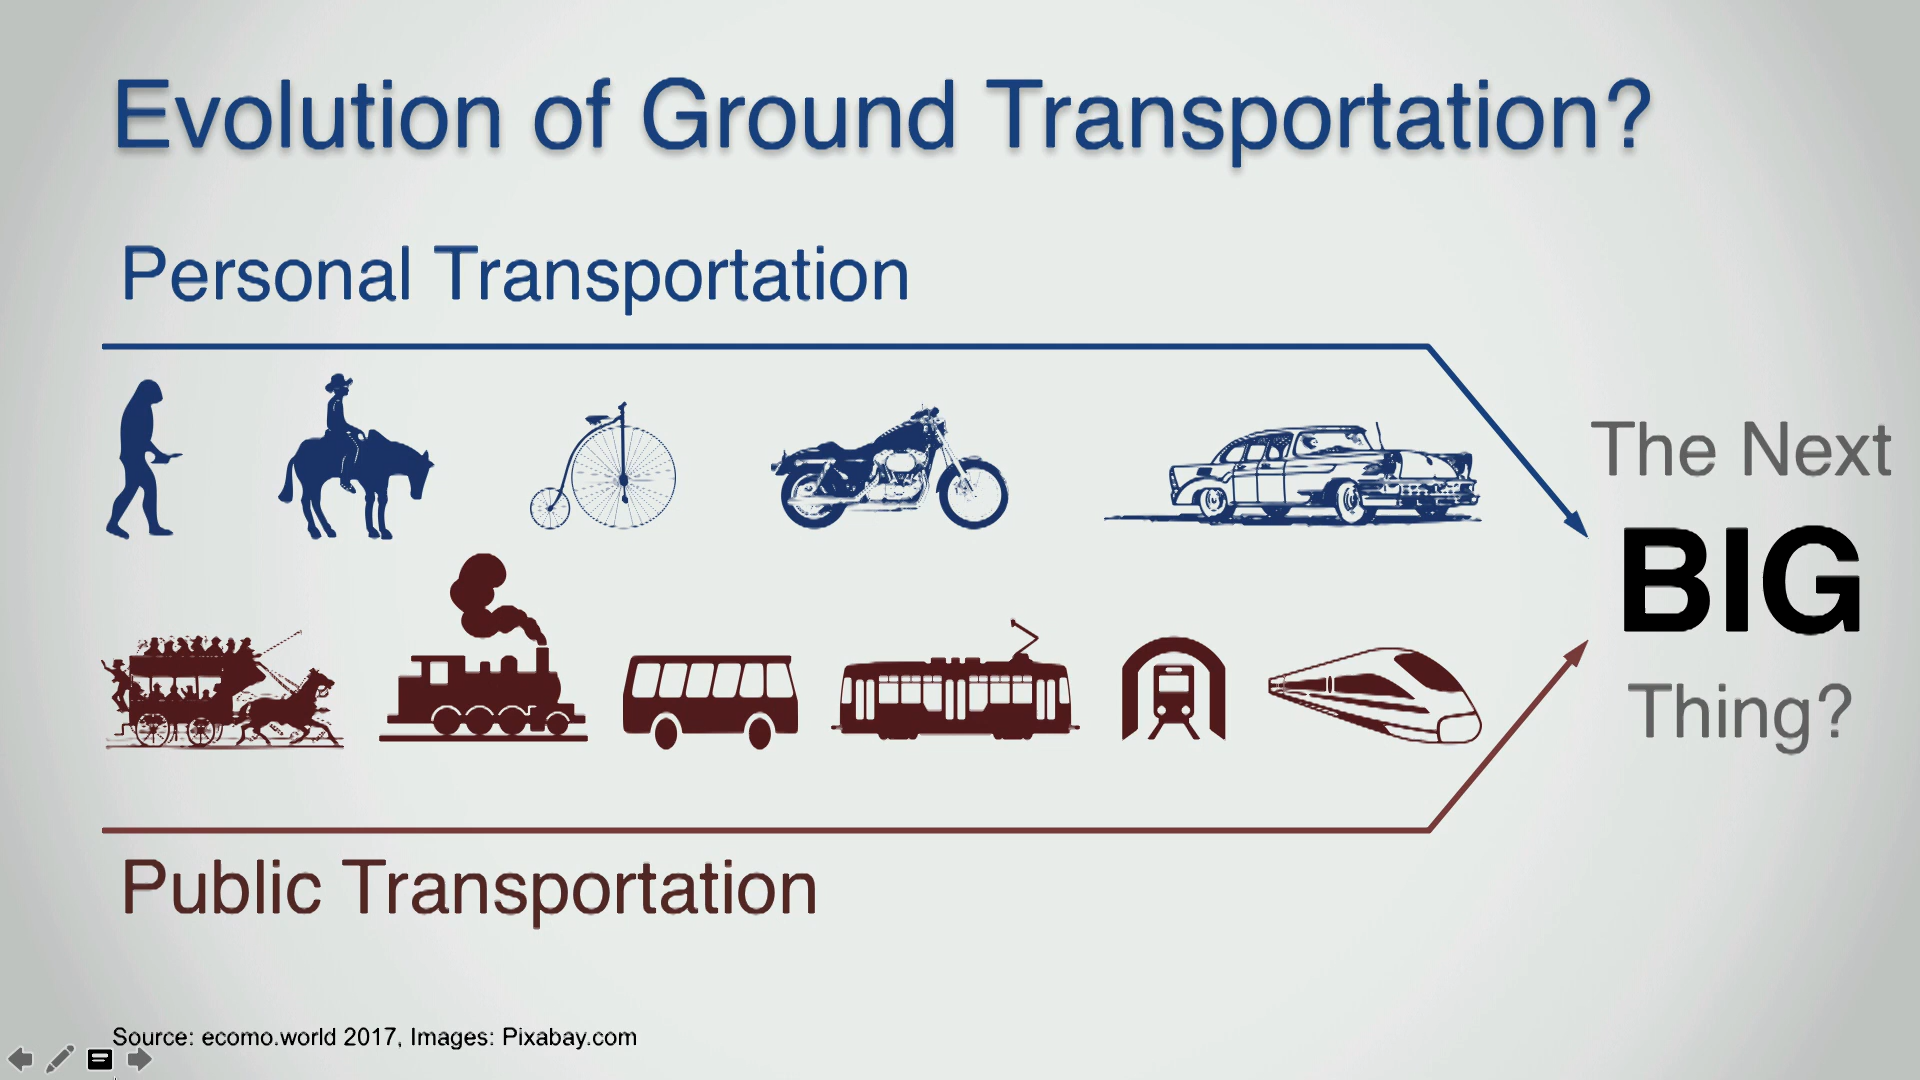 Evolution of Ground Transportation?
Personal Transportation
The Next
BIG
Thing?
Public Transportation
Source: ecomo.world 2017, Images: Pixabay.com